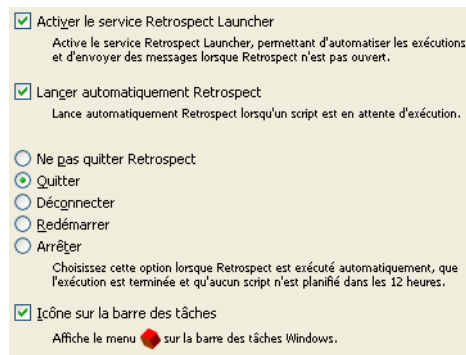 Activer le service Retrospect Launcher
Active le service Retrospect Launcher, permettant d'automatiser les exécutions
et d'envoyer des messages lorsque Retrospect n'est pas ouvert.
Lancer automatiquement Retrospect
Lance automatiquement Retrospect lorsqu'un script est en attente d'exécution.
Ne pas quitter Retrospect
Quitter
Déconnecter
Redémarrer
Arrêter
Choisissez cette option lorsque Retrospect est exécuté automatiquement, que
l'exécution est terminée et qu'aucun script n'est planifié dans les 12 heures.
Icône sur la barre des tâches
Affiche le menu sur la barre des tâches Windows.